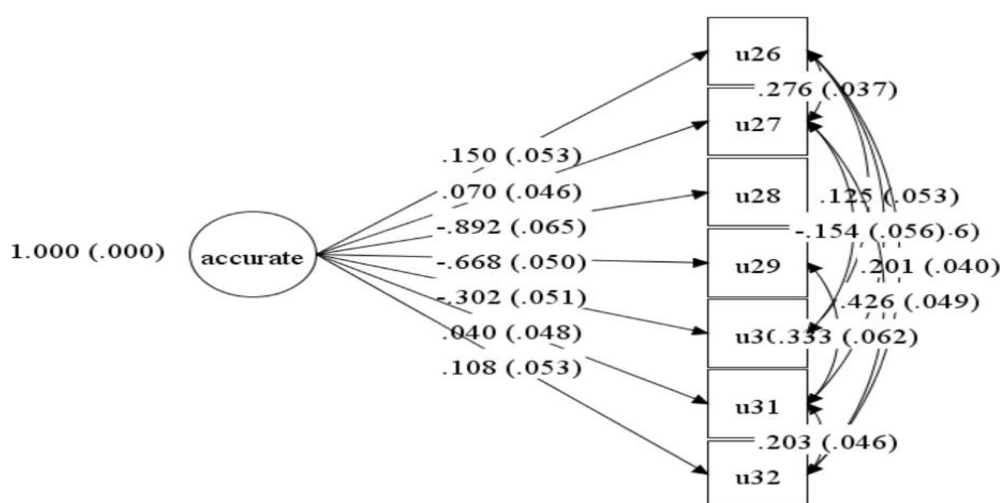 u26
.276 (.037)
u27
.150 (.053)
.070 (.046)
u28
.125 (.053)
-.892 (.065)
-.154 (.056)
1.000 (.000)
accurate
-.668 (.050)
u29
.201 (.040)
-.302 (.051)
.426 (.049)
.040 (.048)
.333 (.062)
.108 (.053)
u31
.203 (.046)
u32